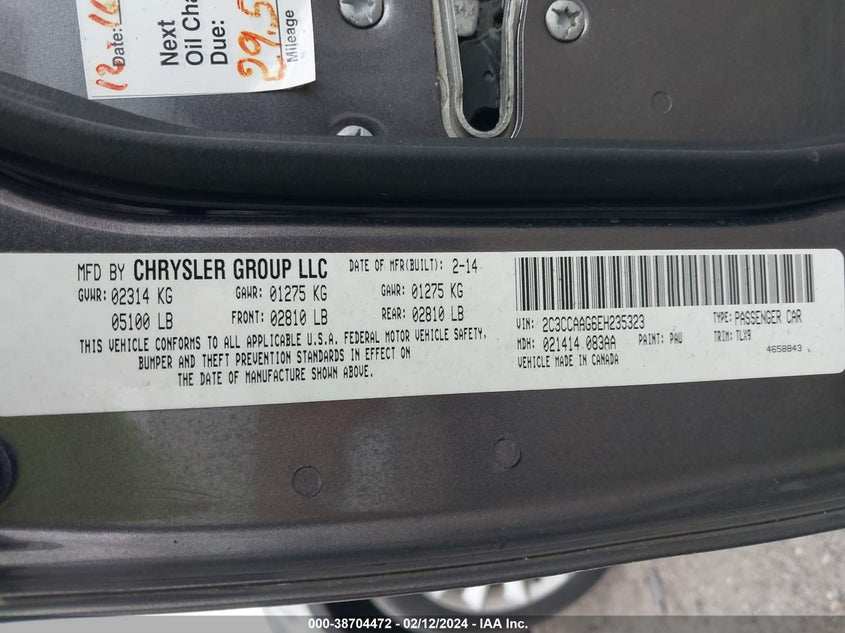 12.16
Date:
Next
Oil Cha
Due:
29.5
Mileage
MFD BY CHRYSLER GROUP LLC DATE OF MFR(BUILT): 2-14
GVWR: 02314 KG GAWR: 01275 KG GAWR: 01275 KG
05100 LB FRONT: 02810 LB REAR: 02810 LB
THIS VEHICLE CONFORMS TO ALL APPLICABLE U.S.A. FEDERAL MOTOR VEHICLE SAFETY,
BUMPER AND THEFT PREVENTION STANDARDS IN EFFECT ON
THE DATE OF MANUFACTURE SHOWN ABOVE.
VIN: 2C3CCAAG6EH235323 TYPE: PASSENGER CAR
MDH: 021414 083AA PAINT: PAU TRIM: TLX9
VEHICLE MADE IN CANADA 4658843
000-38704472 - 02/12/2024 - IAA Inc.